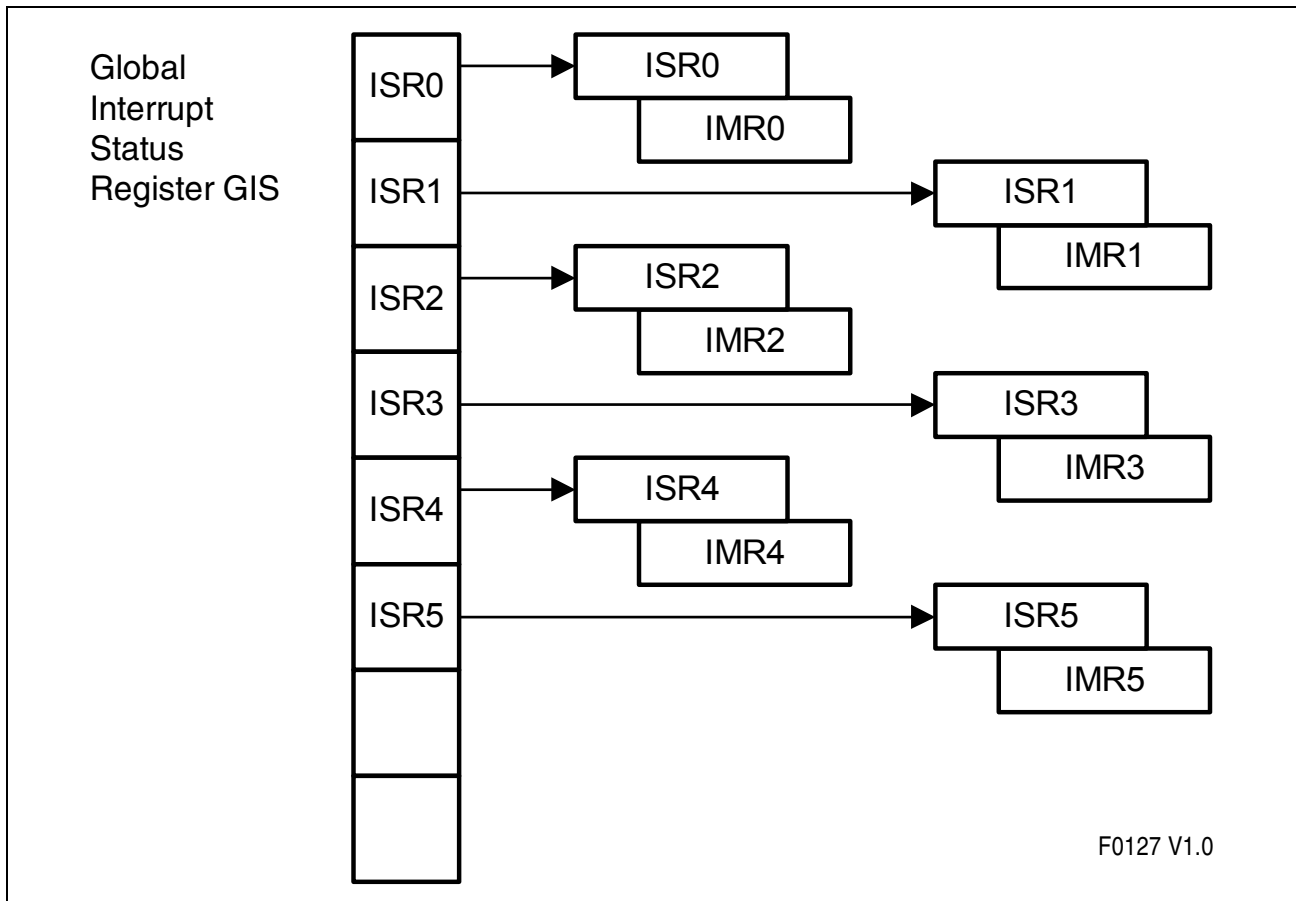 Global
Interrupt
Status
Register GIS
ISR0
ISR0
IMR0
ISR1
ISR1
IMR1
ISR2
ISR2
IMR2
ISR3
ISR3
IMR3
ISR4
ISR4
IMR4
ISR5
ISR5
IMR5
F0127 V1.0